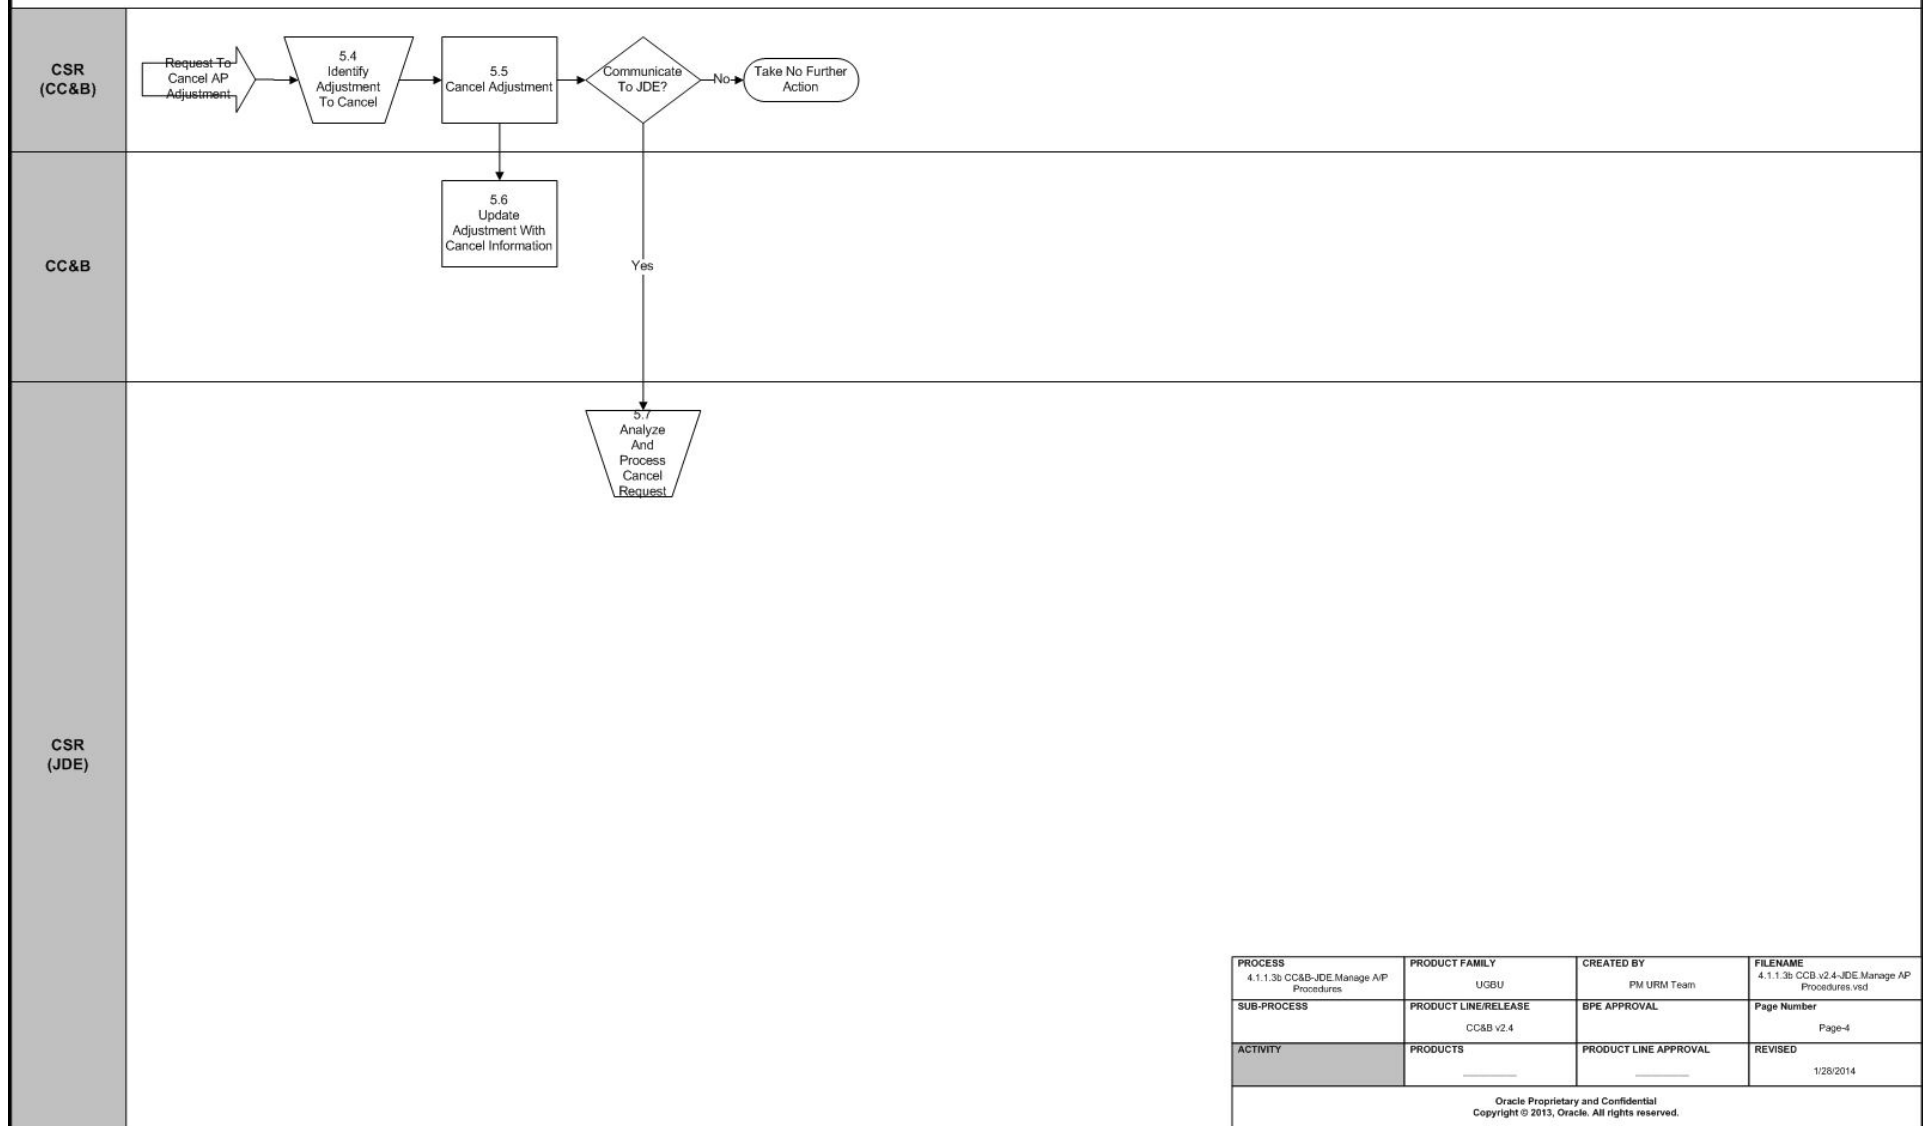 CSR
(CC&B)
Request To
Cancel AP
Adjustment
5.4
Identify
Adjustment
To Cancel
5.5
Cancel Adjustment
Communicate
To JDE?
No
Take No Further
Action
CC&B
5.6
Update
Adjustment With
Cancel Information
Yes
CSR
(JDE)
5.7
Analyze
And
Process
Cancel
Request
PROCESS
4.1.1.3b CC&B-JDE.Manage A/P
Procedures
PRODUCT FAMILY
UGBU
CREATED BY
PM URM Team
FILENAME
4.1.1.3b CCB.v2.4-JDE.Manage AP
Procedures.vsd
SUB-PROCESS
PRODUCT LINE/RELEASE
CC&B v2.4
BPE APPROVAL
Page Number
Page-4
ACTIVITY
PRODUCTS
PRODUCT LINE APPROVAL
REVISED
1/28/2014
Oracle Proprietary and Confidential
Copyright © 2013, Oracle. All rights reserved.